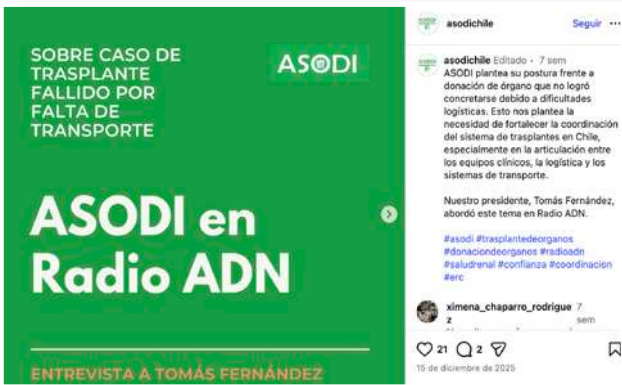 SOBRE CASO DE
TRASPLANTE
FALLIDO POR
FALTA DE
TRANSPORTE
ASODI
ASODI en
Radio ADN
ENTREVISTA A TOMÁS FERNÁNDEZ
asodichile
Seguir
asodichile Editado · 7 sem
ASODI plantea su postura frente a
donación de órgano que no logró
concretarse debido a dificultades
logísticas. Esto nos plantea la
necesidad de fortalecer la coordinación
del sistema de trasplantes en Chile,
especialmente en la articulación entre
los equipos clínicos, la logística y los
sistemas de transporte.
Nuestro presidente, Tomás Fernández,
abordó este tema en Radio ADN.
#asodi #trasplantedeorganos
#donaciondeorganos #radioadn
#saludrenal #confianza #coordinacion
#erc
ximena_chaparro_rodrigue 7
z sem
21 2
15 de diciembre de 2025